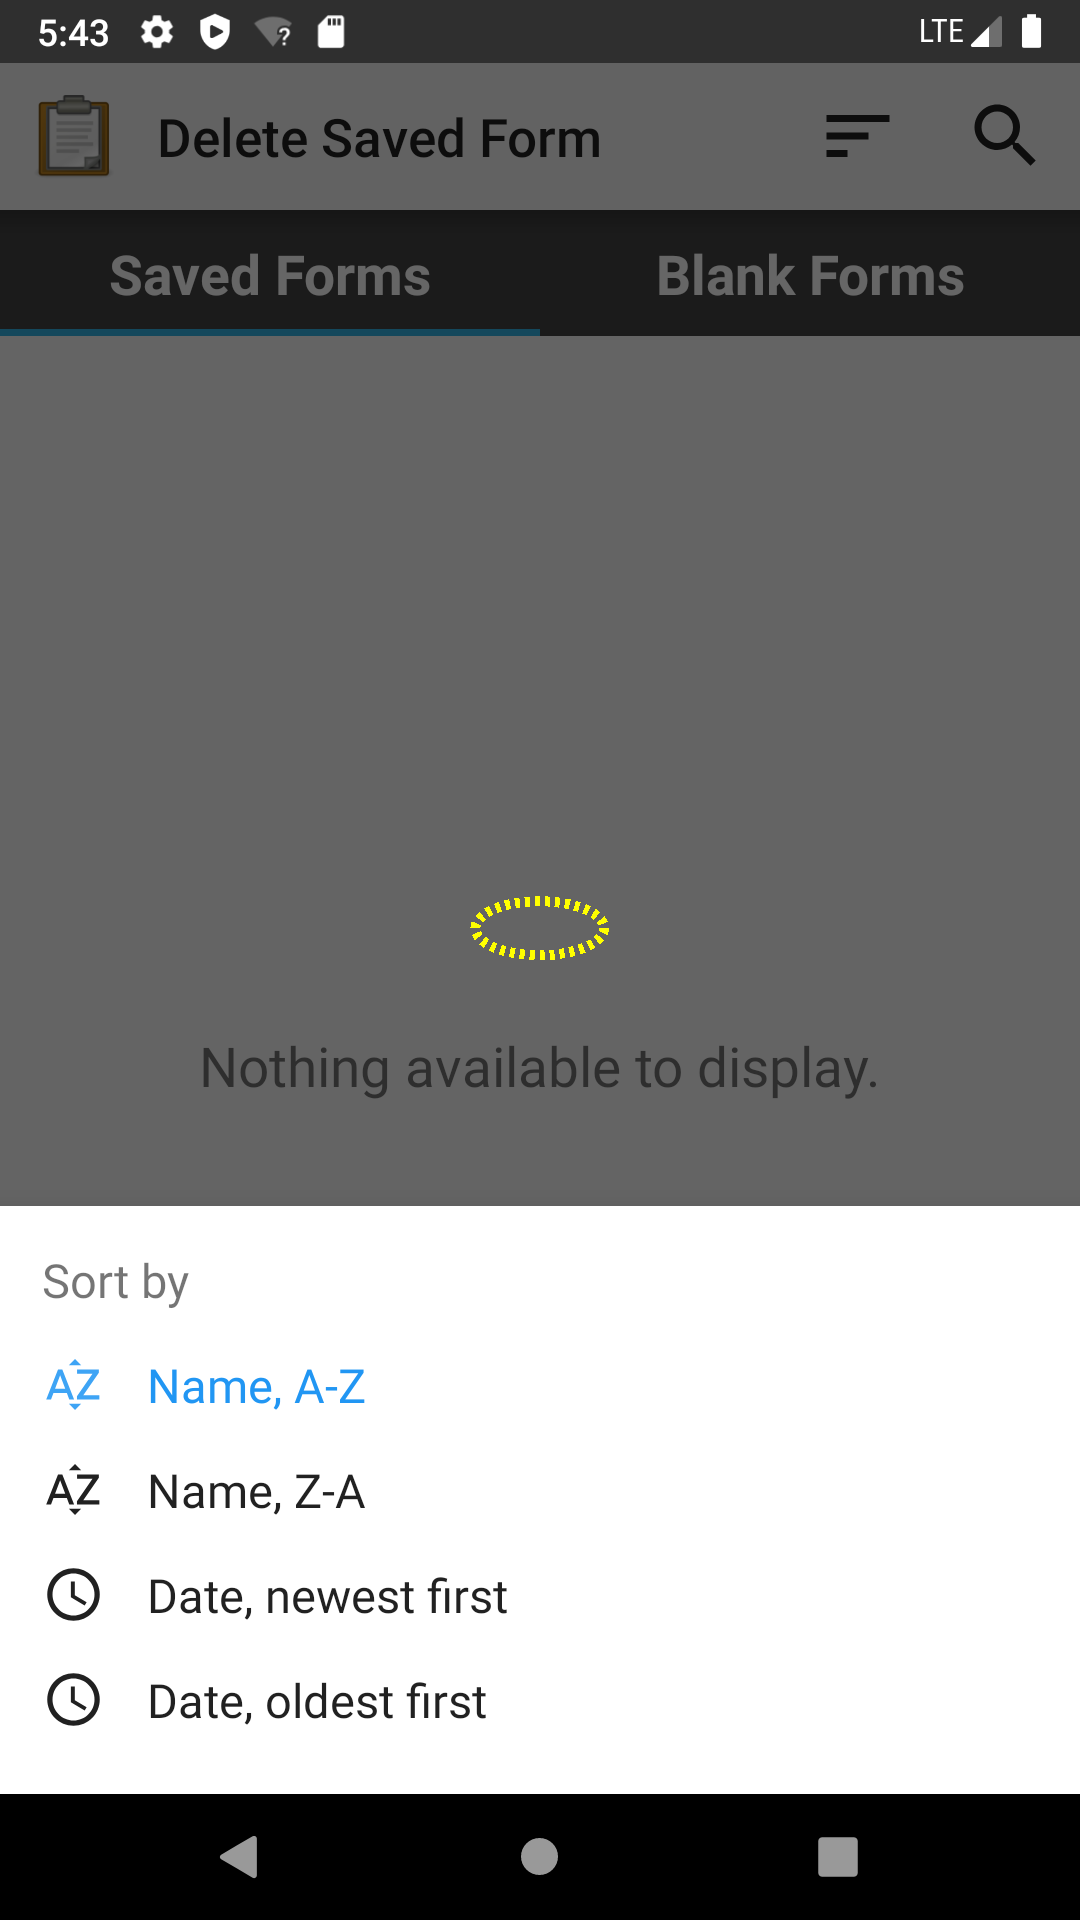 5:43 LTE
Delete Saved Form
Saved Forms Blank Forms
Nothing available to display.
Sort by
AZ Name, A-Z
AZ Name, Z-A
Date, newest first
Date, oldest first